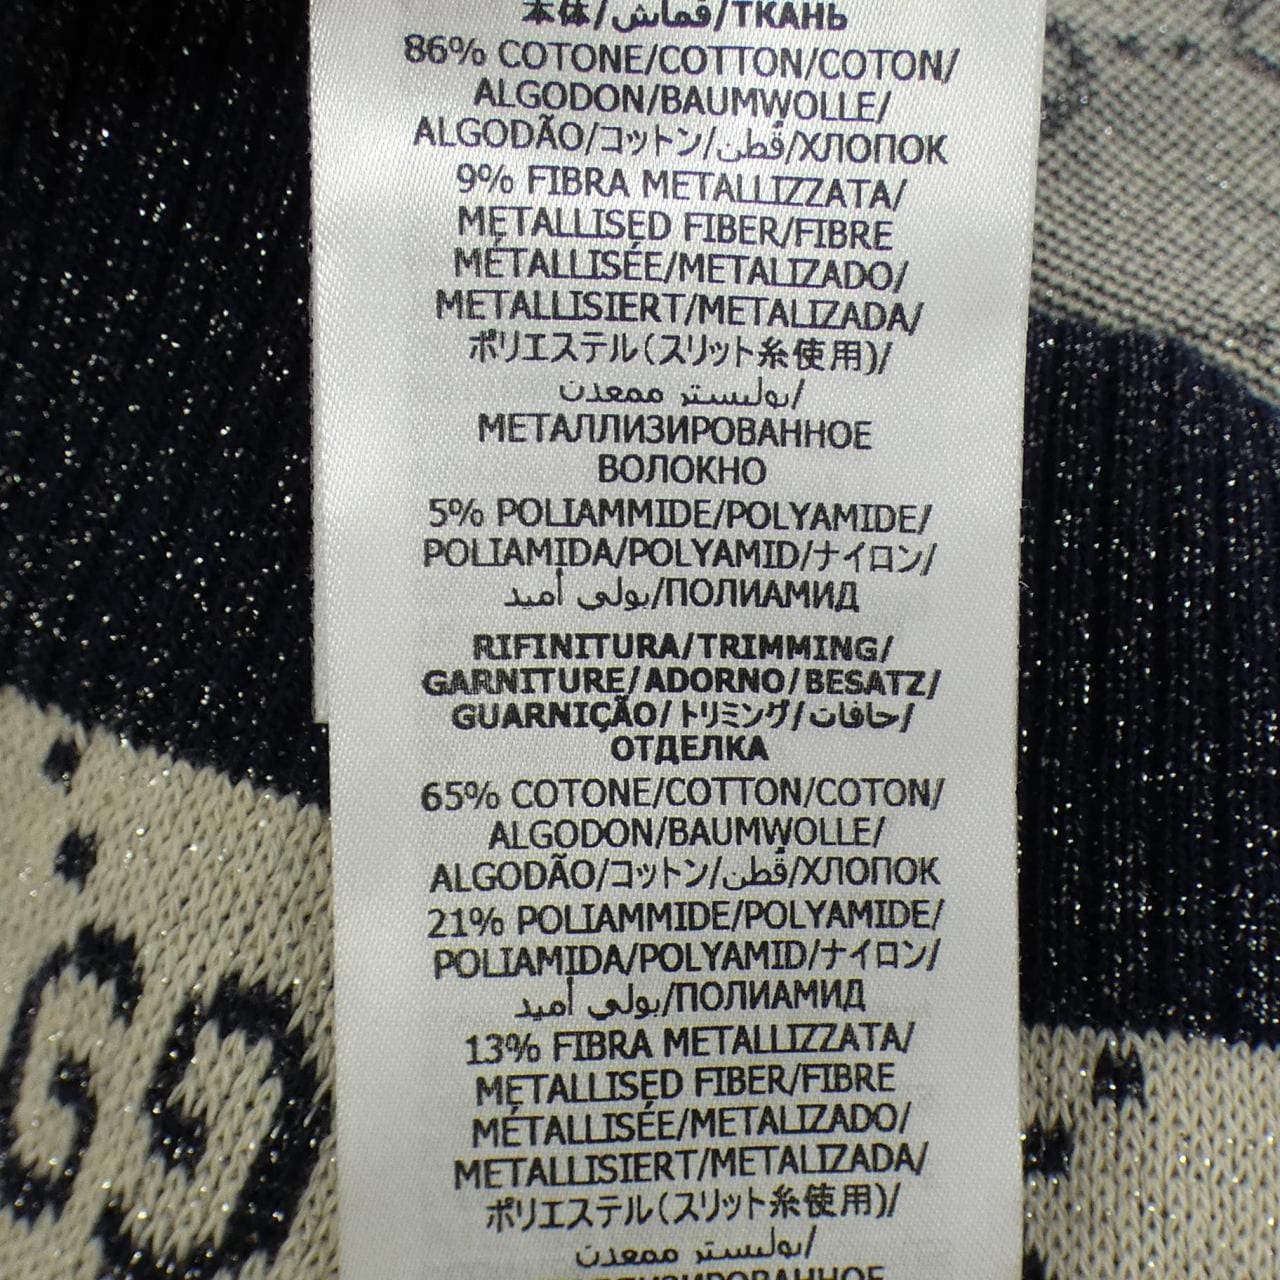 本体/قماش/ТКАНЬ
86% COTONE/COTTON/COTON/
ALGODON/BAUMWOLLE/
ALGODÃO/コットン/قُطن/ХЛОПОК
9% FIBRA METALLIZZATA/
METALLISED FIBER/FIBRE
MÉTALLISÉE/METALIZADO/
METALLISIERT/METALIZADA/
ポリエステル(スリット糸使用)/
بوليستر ممعدن/
МЕТАЛЛИЗИРОВАННОЕ
ВОЛОКНО
5% POLIAMMIDE/POLYAMIDE/
POLIAMIDA/POLYAMID/ナイロン/
بولي أميد/ПОЛИАМИД
RIFINITURA/TRIMMING/
GARNITURE/ADORNO/BESATZ/
GUARNIÇÃO/トリミング/حافات/
ОТДЕЛКА
65% COTONE/COTTON/COTON/
ALGODON/BAUMWOLLE/
ALGODÃO/コットン/قُطن/ХЛОПОК
21% POLIAMMIDE/POLYAMIDE/
POLIAMIDA/POLYAMID/ナイロン/
بولي أميد/ПОЛИАМИД
13% FIBRA METALLIZZATA/
METALLISED FIBER/FIBRE
MÉTALLISÉE/METALIZADO/
METALLISIERT/METALIZADA/
ポリエステル(スリット糸使用)/
بوليستر ممعدن/
МЕТАЛЛИЗИРОВАННОЕ